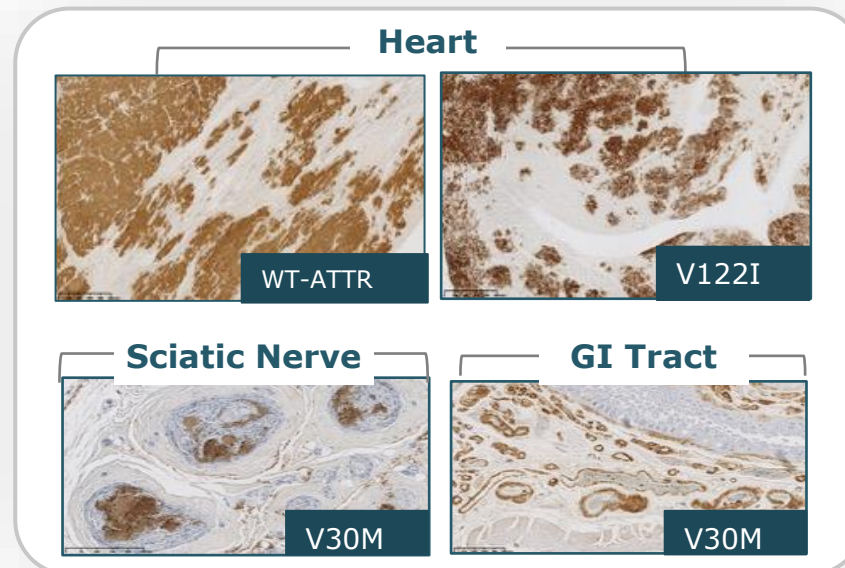 Heart
WT-ATTR
V122I
Sciatic Nerve
GI Tract
V30M
V30M